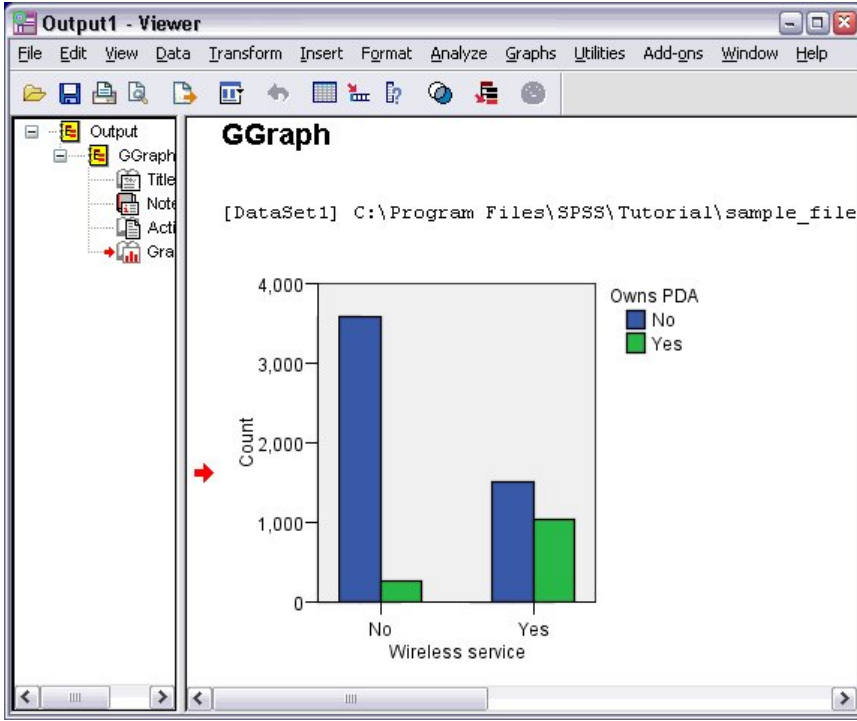 Output1 - Viewer
File Edit View Data Transform Insert Format Analyze Graphs Utilities Add-ons Window Help
Output
GGraph
Title
Note
Acti
Gra
GGraph
[DataSet1] C:\Program Files\SPSS\Tutorial\sample_file
4,000
3,000
2,000
1,000
0
Count
No Yes
Wireless service
Owns PDA
No
Yes